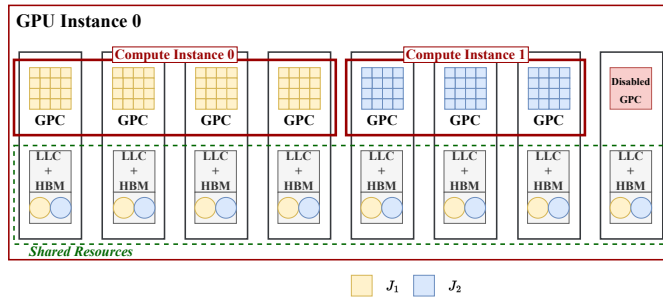 GPU Instance 0
Compute Instance 0
Compute Instance 1
GPC
GPC
GPC
GPC
GPC
GPC
GPC
Disabled
GPC
LLC
+
HBM
LLC
+
HBM
LLC
+
HBM
LLC
+
HBM
LLC
+
HBM
LLC
+
HBM
LLC
+
HBM
LLC
+
HBM
Shared Resources
J₁
J₂